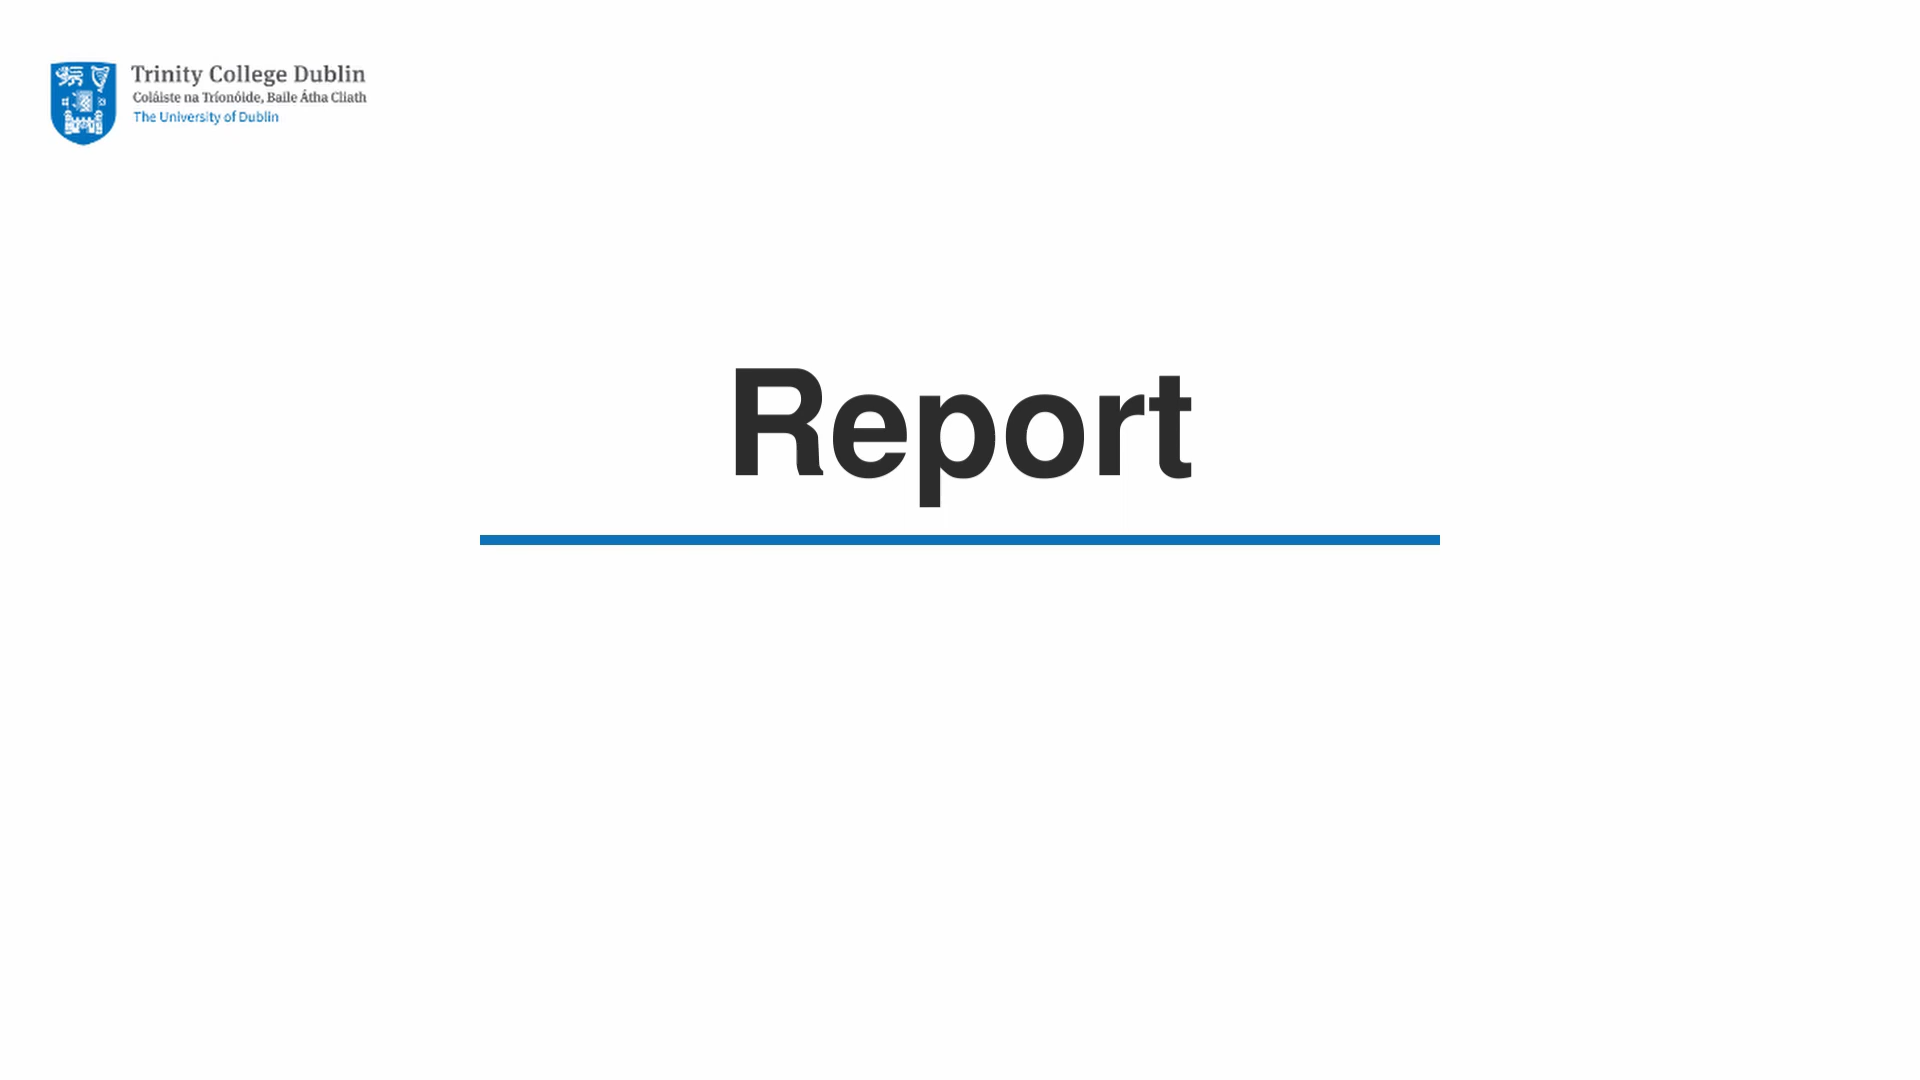 Trinity College Dublin
Coláiste na Tríonóide, Baile Átha Cliath
The University of Dublin
Report